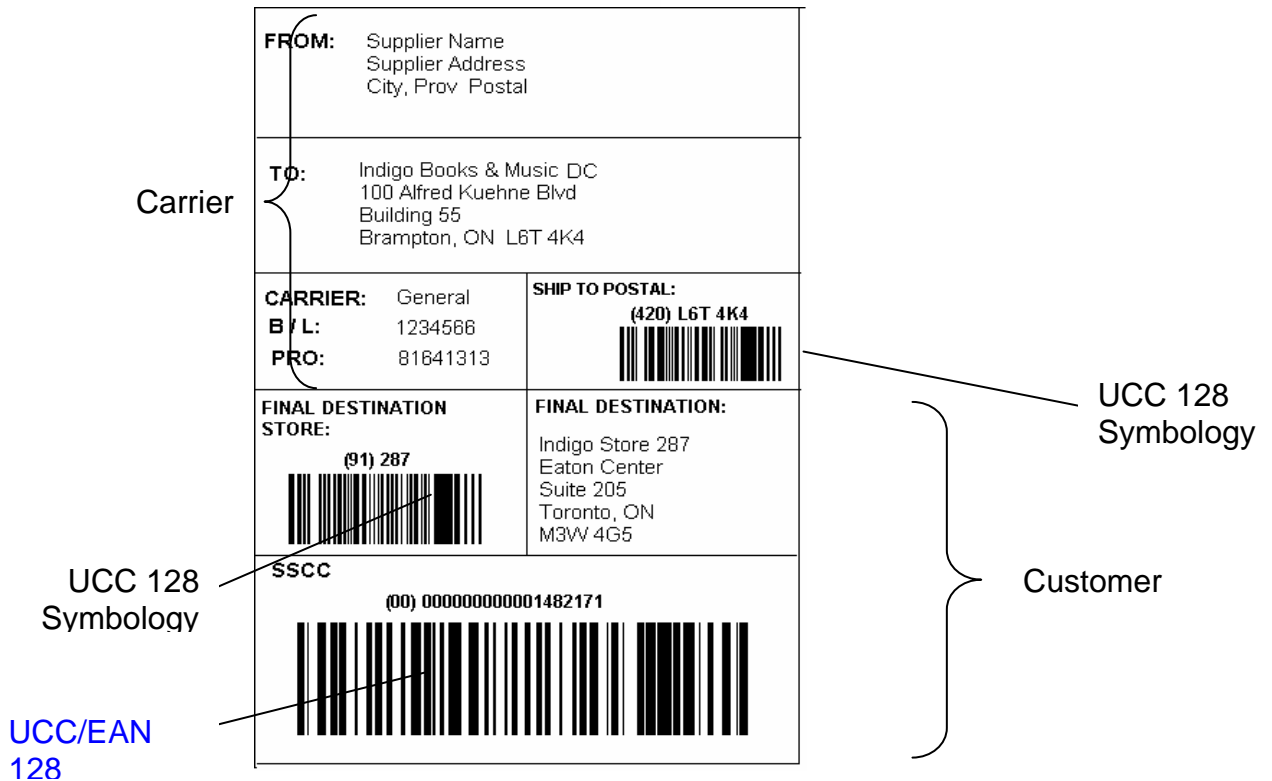 FROM: Supplier Name
Supplier Address
City, Prov Postal
Carrier
TO: Indigo Books & Music DC
100 Alfred Kuehne Blvd
Building 55
Brampton, ON L6T 4K4
CARRIER: General
B / L: 1234566
PRO: 81641313
SHIP TO POSTAL:
(420) L6T 4K4
UCC 128
Symbology
FINAL DESTINATION
STORE:
(91) 287
FINAL DESTINATION:
Indigo Store 287
Eaton Center
Suite 205
Toronto, ON
M3W 4G5
UCC 128
Symbology
Customer
SSCC
(00) 000000000001482171
UCC/EAN
128